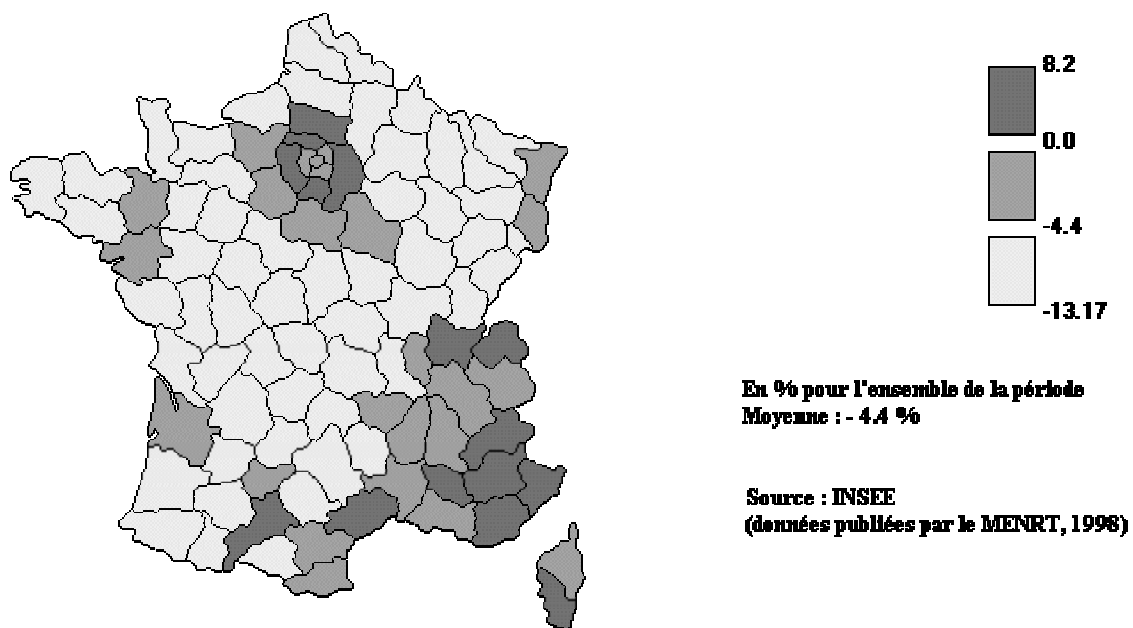 8.2
0.0
-4.4
-13.17
En % pour l'ensemble de la période
Moyenne : - 4.4 %
Source : INSEE
(données publiées par le MENRT, 1998)